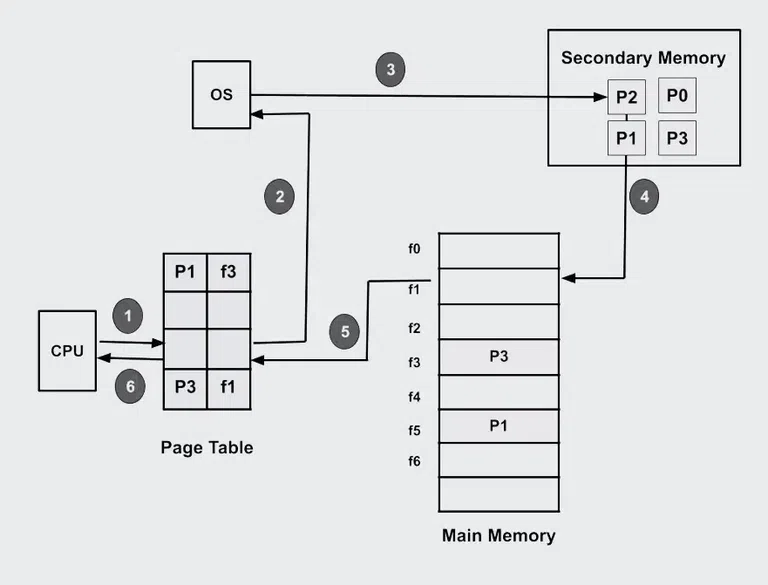 3
Secondary Memory
OS
P2 P0
P1 P3
2
4
f0
P1 f3
f1
1
5
f2
CPU
P3
f3
6
P3 f1
f4
P1
f5
Page Table
f6
Main Memory